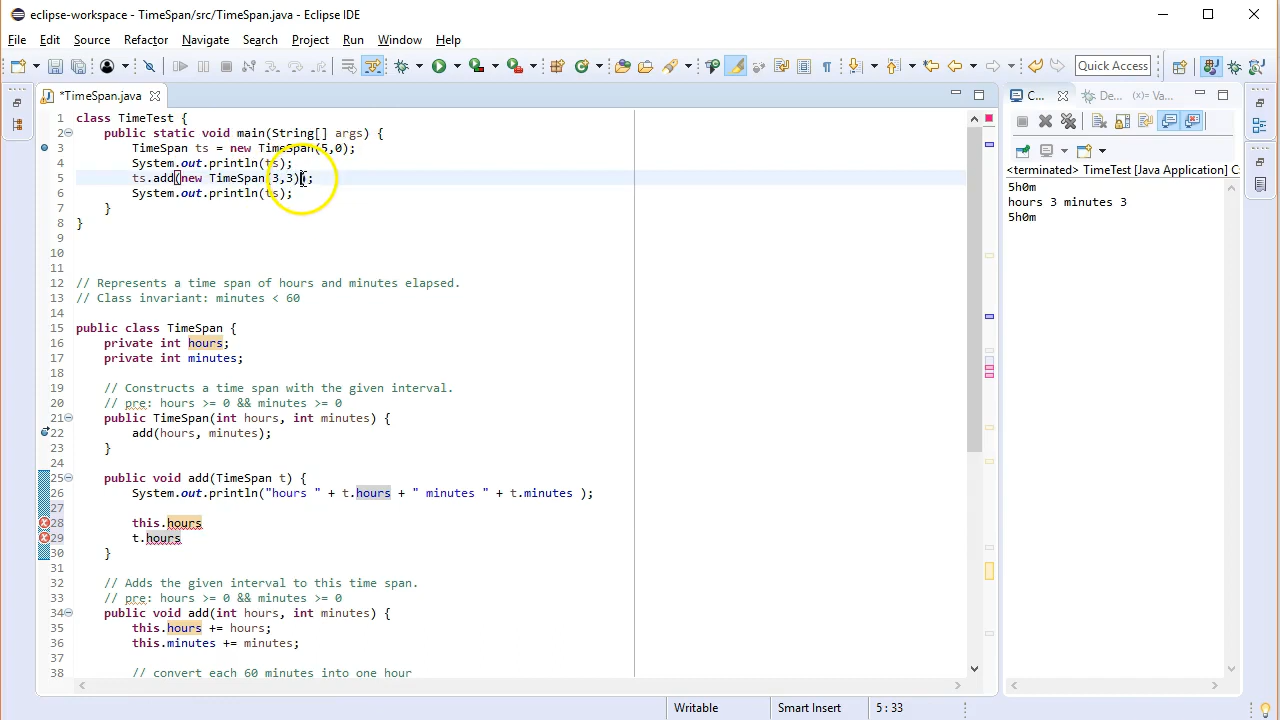 eclipse-workspace - TimeSpan/src/TimeSpan.java - Eclipse IDE
File Edit Source Refactor Navigate Search Project Run Window Help
Quick Access
*TimeSpan.java
C... De... (x)= Va...
1 class TimeTest {
2 public static void main(String[] args) {
3 TimeSpan ts = new TimeSpan(5,0);
4 System.out.println(ts);
5 ts.add(new TimeSpan(3,3));
6 System.out.println(ts);
7 }
8 }
9
10
11
12 // Represents a time span of hours and minutes elapsed.
13 // Class invariant: minutes < 60
14
15 public class TimeSpan {
16 private int hours;
17 private int minutes;
18
19 // Constructs a time span with the given interval.
20 // pre: hours >= 0 && minutes >= 0
21 public TimeSpan(int hours, int minutes) {
22 add(hours, minutes);
23 }
24
25 public void add(TimeSpan t) {
26 System.out.println("hours " + t.hours + " minutes " + t.minutes );
27
28 this.hours
29 t.hours
30 }
31
32 // Adds the given interval to this time span.
33 // pre: hours >= 0 && minutes >= 0
34 public void add(int hours, int minutes) {
35 this.hours += hours;
36 this.minutes += minutes;
37
38 // convert each 60 minutes into one hour
<terminated> TimeTest [Java Application] C
5h0m
hours 3 minutes 3
5h0m
Writable Smart Insert 5 : 33